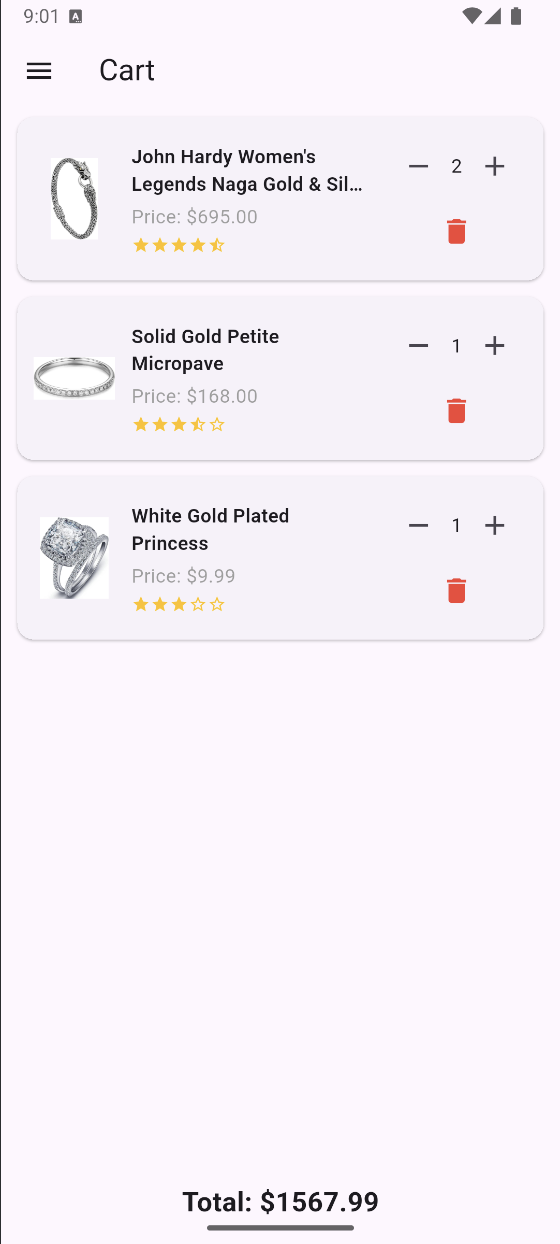 9:01 A
Cart
John Hardy Women's
Legends Naga Gold & Sil...
Price: $695.00
2
Solid Gold Petite
Micropave
Price: $168.00
1
White Gold Plated
Princess
Price: $9.99
1
Total: $1567.99